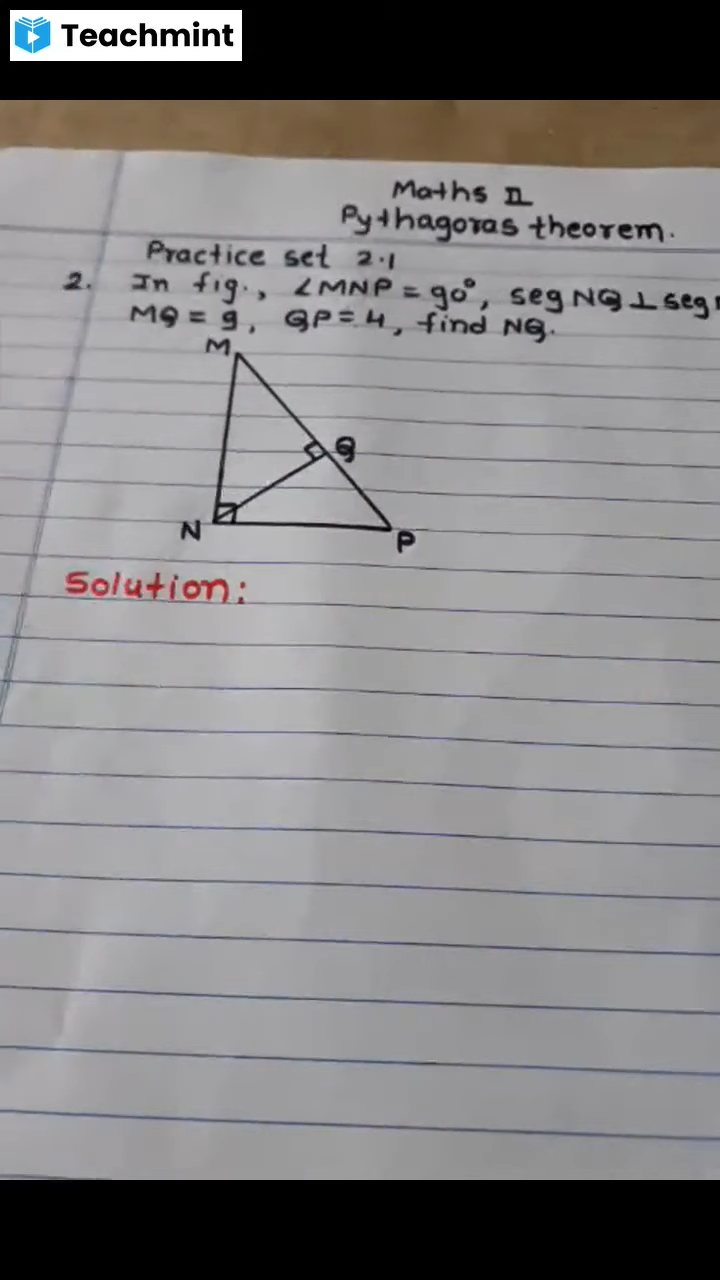 Teachmint
Maths II
Pythagoras theorem.
Practice set 2.1
2. In fig., ∠MNP = 90°, seg NQ ⊥ seg
MQ = 9, QP = 4, find NQ.
M
Q
N
P
Solution: